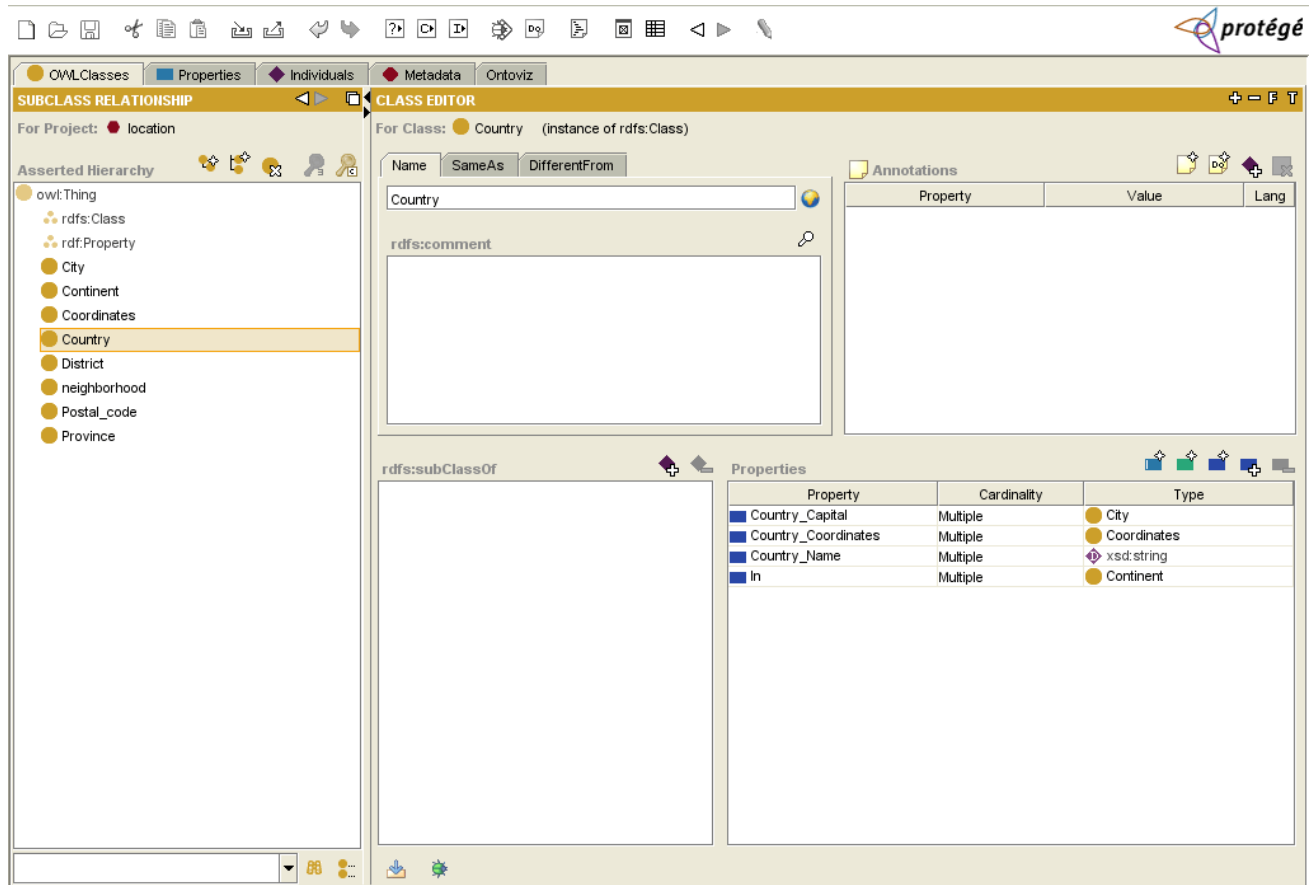 protégé
OWLClasses Properties Individuals Metadata Ontoviz
SUBCLASS RELATIONSHIP
CLASS EDITOR
F T
For Project: location
For Class: Country (instance of rdfs:Class)
Asserted Hierarchy
owl:Thing
rdfs:Class
rdf:Property
City
Continent
Coordinates
Country
District
neighborhood
Postal_code
Province
Name SameAs DifferentFrom
Country
rdfs:comment
Annotations
Property Value Lang
rdfs:subClassOf
Properties
Property Cardinality Type
Country_Capital Multiple City
Country_Coordinates Multiple Coordinates
Country_Name Multiple xsd:string
In Multiple Continent